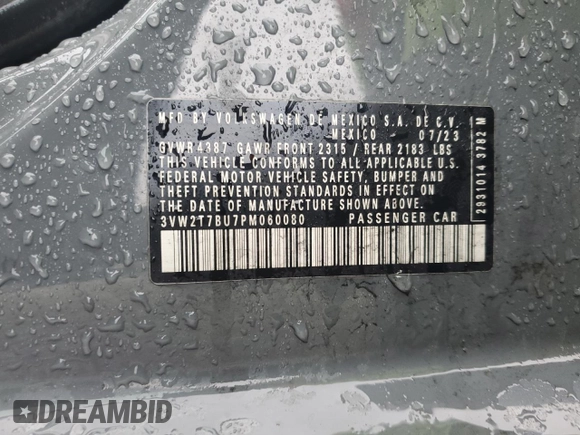 MFD BY VOLKSWAGEN DE MEXICO S.A. DE C.V.
MEXICO 07/23
GVWR 4387 GAWR FRONT 2315 / REAR 2183 LBS
THIS VEHICLE CONFORMS TO ALL APPLICABLE U.S.
FEDERAL MOTOR VEHICLE SAFETY, BUMPER AND
THEFT PREVENTION STANDARDS IN EFFECT ON
THE DATE OF MANUFACTURE SHOWN ABOVE.
3VW2T7BU7PM060080 PASSENGER CAR
2931014 3782 M
DREAMBID